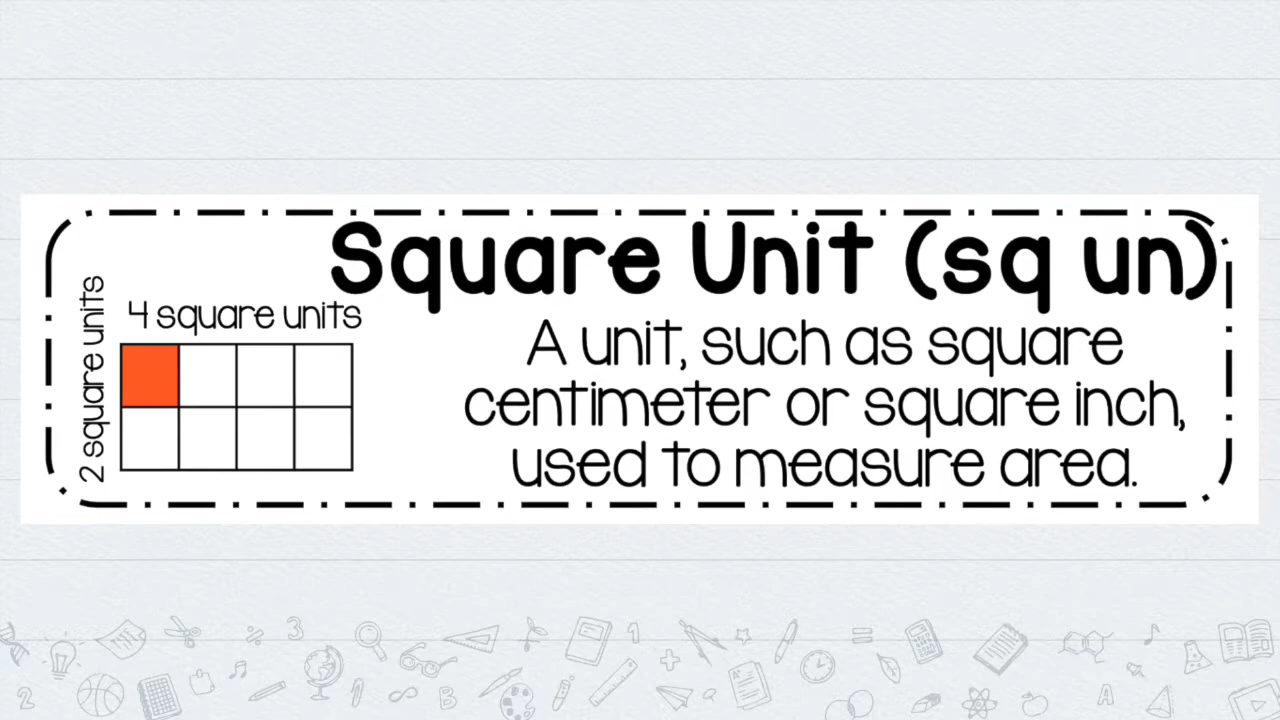 Square Unit (sq un)
4 square units
2 square units
A unit, such as square
centimeter or square inch,
used to measure area.